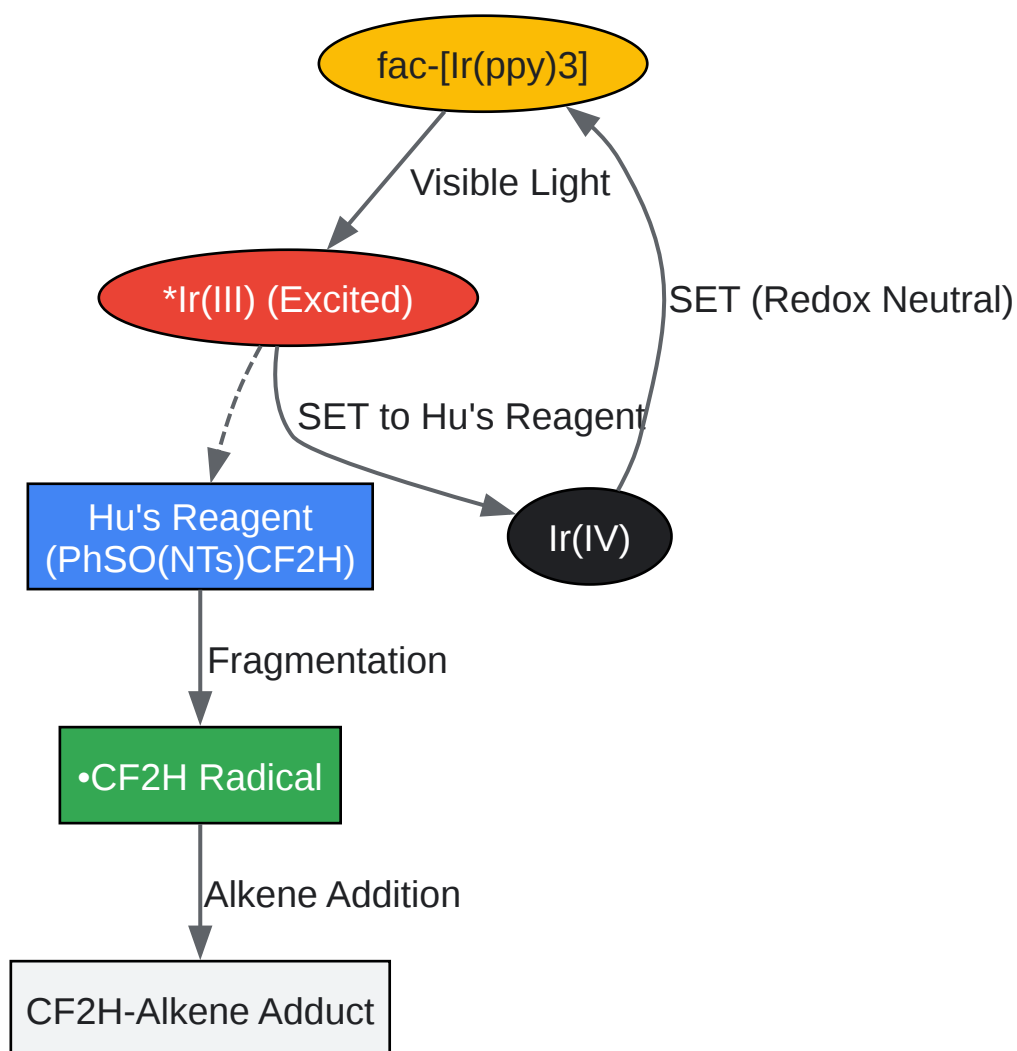 fac-[Ir(ppy)3]
Visible Light
*Ir(III) (Excited)
SET (Redox Neutral)
SET to Hu's Reagent
Hu's Reagent
(PhSO(NTs)CF2H)
Ir(IV)
Fragmentation
•CF2H Radical
Alkene Addition
CF2H-Alkene Adduct